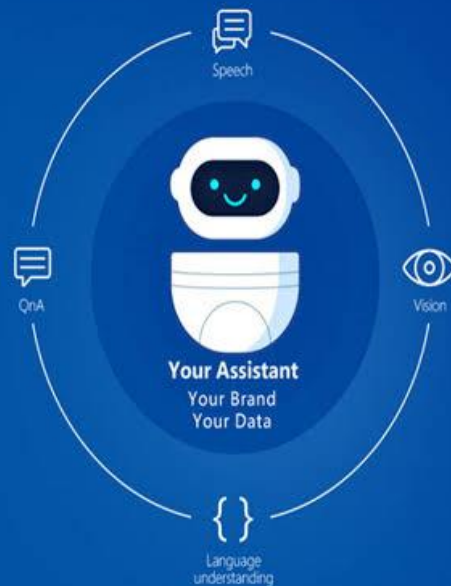 Speech
QnA
Vision
Your Assistant
Your Brand
Your Data
{ }
Language
understanding